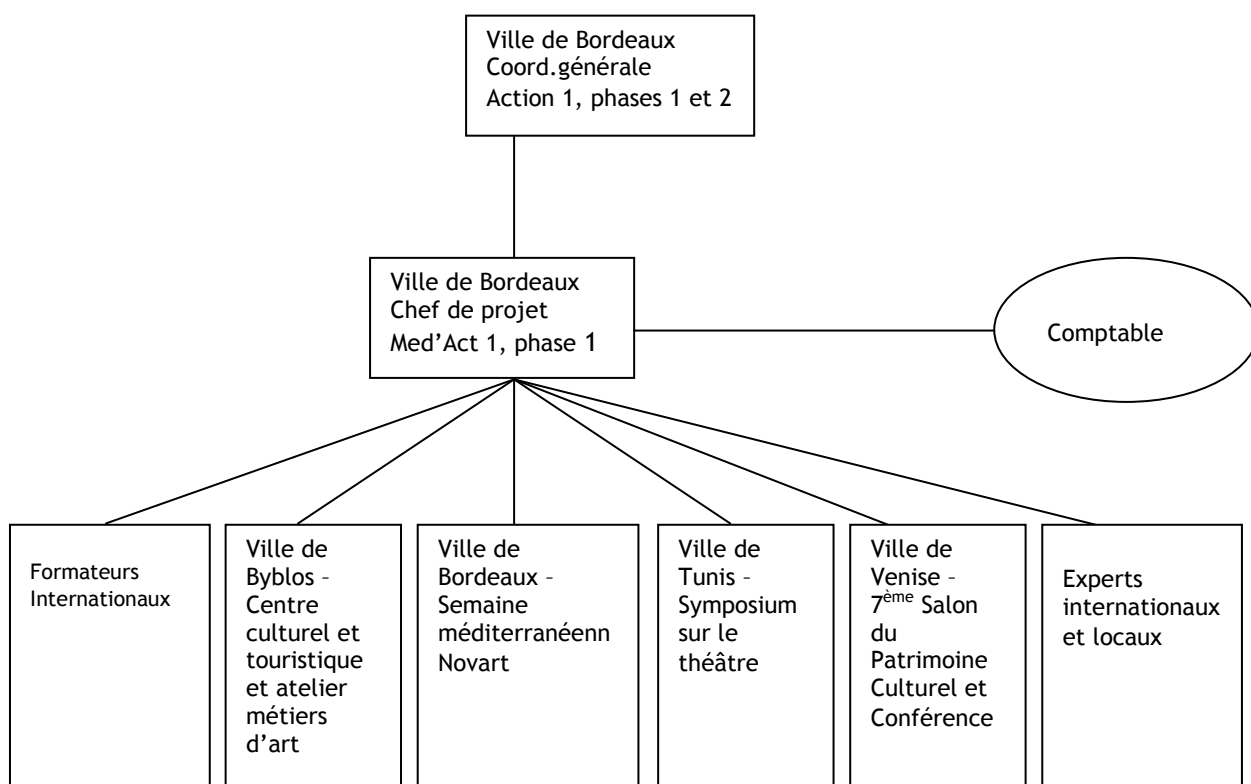 Ville de Bordeaux
Coord.générale
Action 1, phases 1 et 2
Ville de Bordeaux
Chef de projet
Med’Act 1, phase 1
Comptable
Formateurs
Internationaux
Ville de
Byblos –
Centre
culturel et
touristique
et atelier
métiers
d’art
Ville de
Bordeaux –
Semaine
méditerranéenn
Novart
Ville de
Tunis –
Symposium
sur le
théâtre
Ville de
Venise –
7ème Salon
du
Patrimoine
Culturel et
Conférence
Experts
internationaux
et locaux